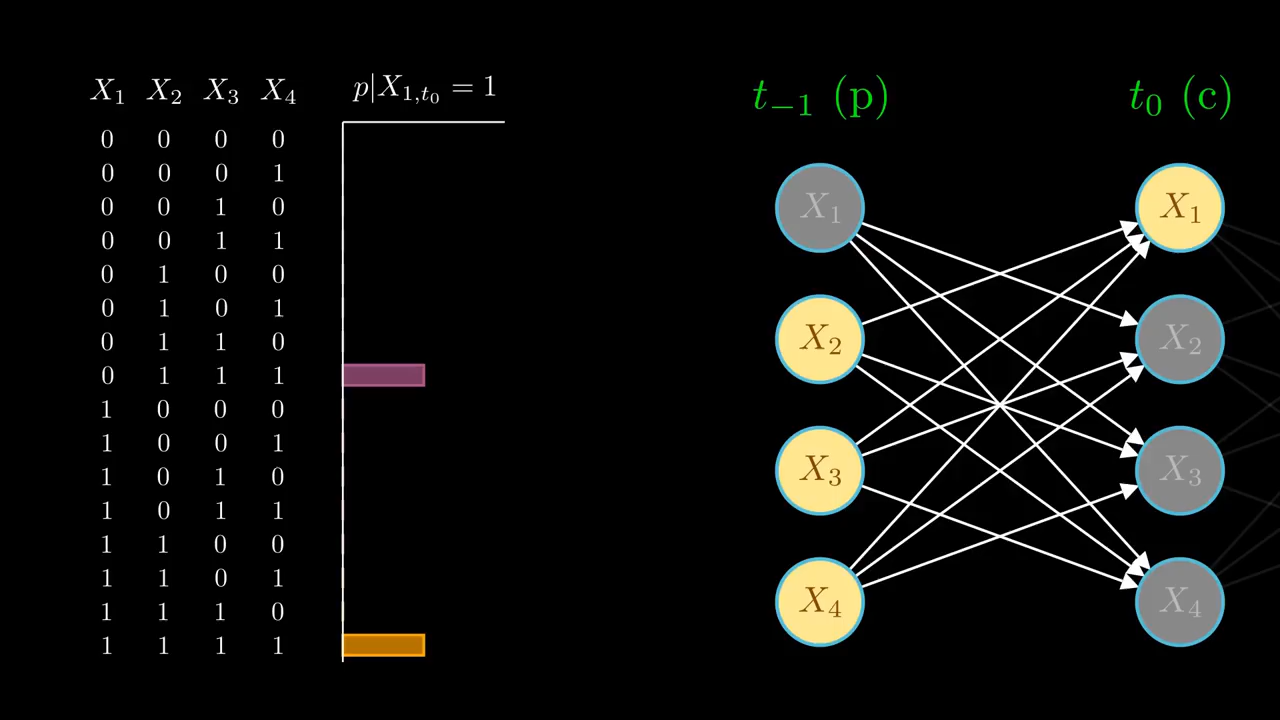 X₁ X₂ X₃ X₄ p|X₁,ₜ₀ = 1
0 0 0 0
0 0 0 1
0 0 1 0
0 0 1 1
0 1 0 0
0 1 0 1
0 1 1 0
0 1 1 1
1 0 0 0
1 0 0 1
1 0 1 0
1 0 1 1
1 1 0 0
1 1 0 1
1 1 1 0
1 1 1 1
t₋₁ (p) t₀ (c)
X₁ X₁
X₂ X₂
X₃ X₃
X₄ X₄